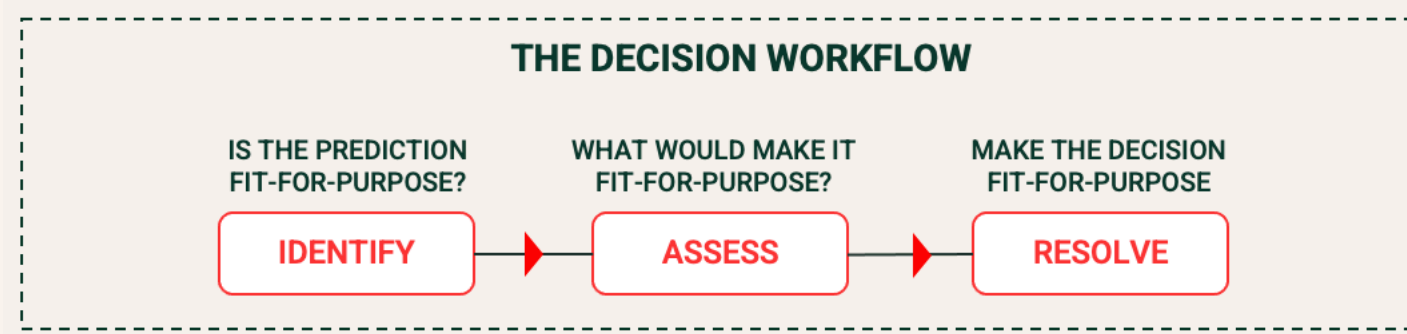 THE DECISION WORKFLOW
IS THE PREDICTION
FIT-FOR-PURPOSE?
IDENTIFY
WHAT WOULD MAKE IT
FIT-FOR-PURPOSE?
ASSESS
MAKE THE DECISION
FIT-FOR-PURPOSE
RESOLVE